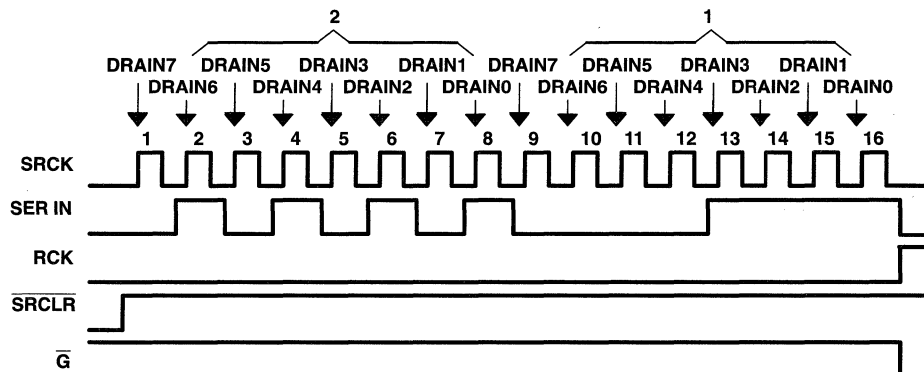 2 1
DRAIN7 DRAIN5 DRAIN3 DRAIN1 DRAIN7 DRAIN5 DRAIN3 DRAIN1
DRAIN6 DRAIN4 DRAIN2 DRAIN0 DRAIN6 DRAIN4 DRAIN2 DRAIN0
1 2 3 4 5 6 7 8 9 10 11 12 13 14 15 16
SRCK
SER IN
RCK
S̅R̅C̅L̅R̅
G̅